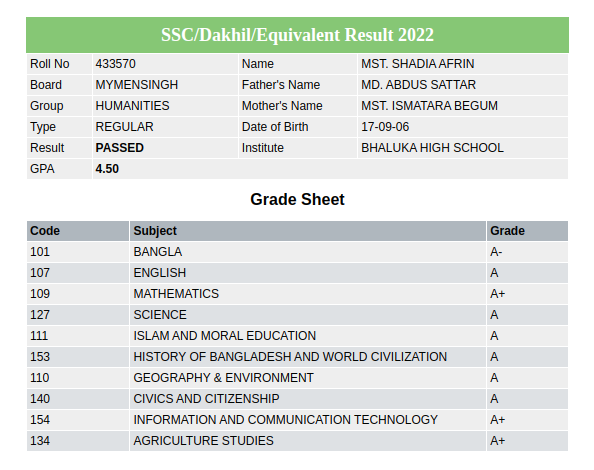 SSC/Dakhil/Equivalent Result 2022
Roll No 433570 Name MST. SHADIA AFRIN
Board MYMENSINGH Father's Name MD. ABDUS SATTAR
Group HUMANITIES Mother's Name MST. ISMATARA BEGUM
Type REGULAR Date of Birth 17-09-06
Result PASSED Institute BHALUKA HIGH SCHOOL
GPA 4.50
Grade Sheet
Code Subject Grade
101 BANGLA A-
107 ENGLISH A
109 MATHEMATICS A+
127 SCIENCE A
111 ISLAM AND MORAL EDUCATION A
153 HISTORY OF BANGLADESH AND WORLD CIVILIZATION A
110 GEOGRAPHY & ENVIRONMENT A
140 CIVICS AND CITIZENSHIP A
154 INFORMATION AND COMMUNICATION TECHNOLOGY A+
134 AGRICULTURE STUDIES A+